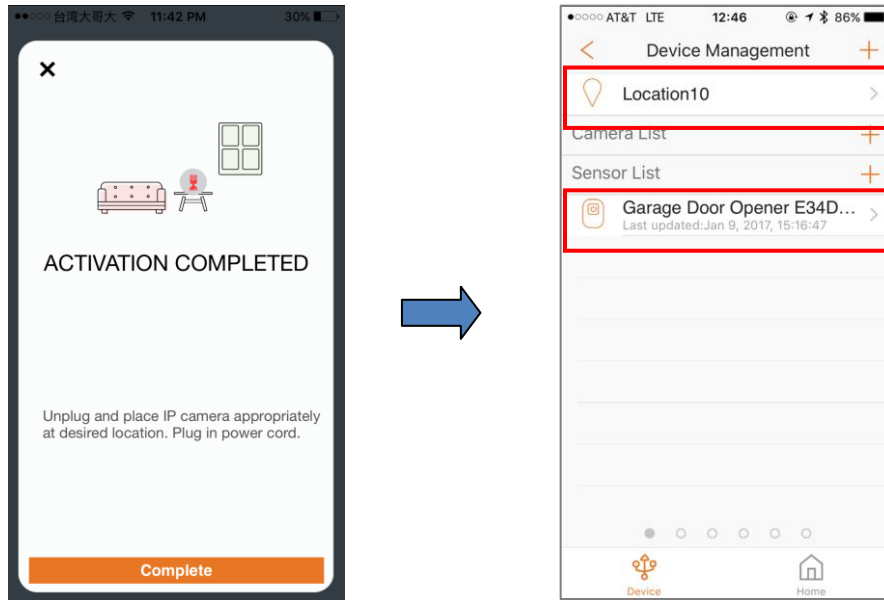 台湾大哥大 11:42 PM 30%
×
ACTIVATION COMPLETED
Unplug and place IP camera appropriately
at desired location. Plug in power cord.
Complete
AT&T LTE 12:46 86%
< Device Management +
Location10 >
Camera List +
Sensor List +
Garage Door Opener E34D... >
Last updated:Jan 9, 2017, 15:16:47
Device Home